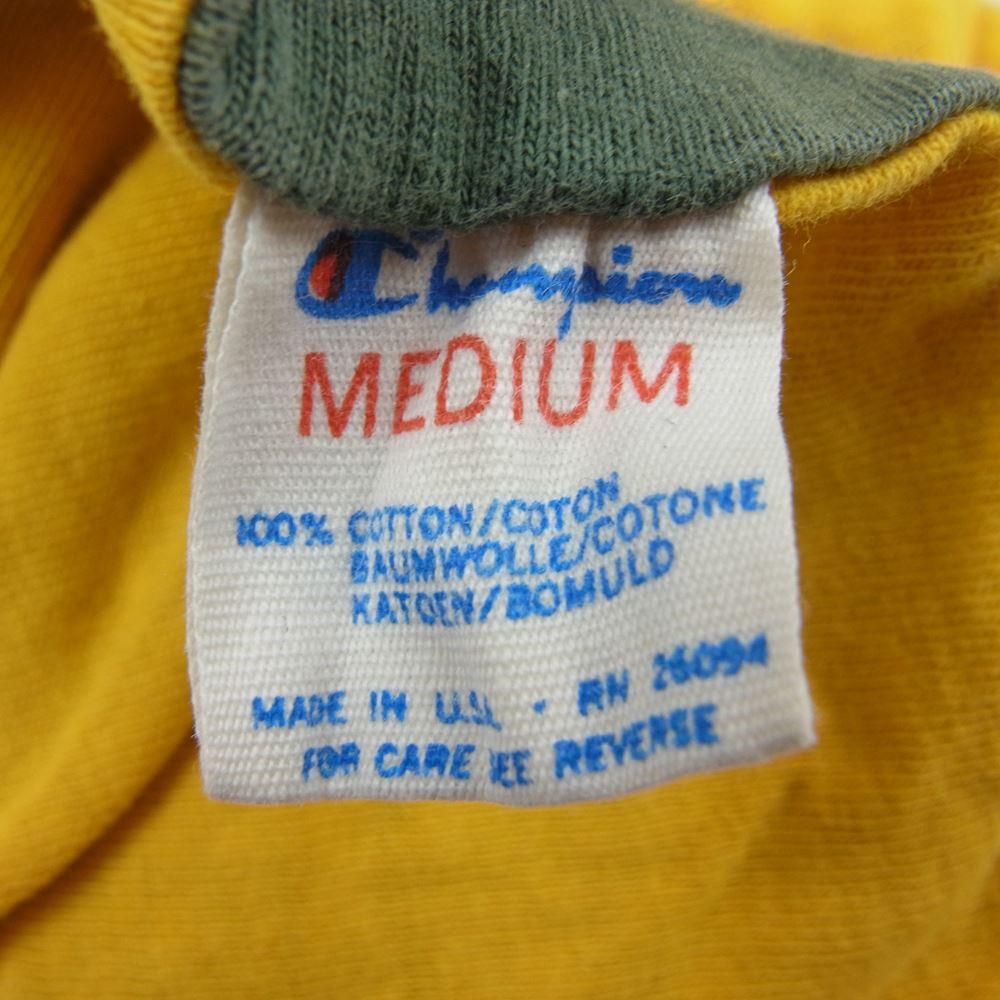 Champion
MEDIUM
100% COTTON/COTON
BAUMWOLLE/COTONE
KATOEN/BOMULD
MADE IN U.S.A. - RN 26094
FOR CARE SEE REVERSE